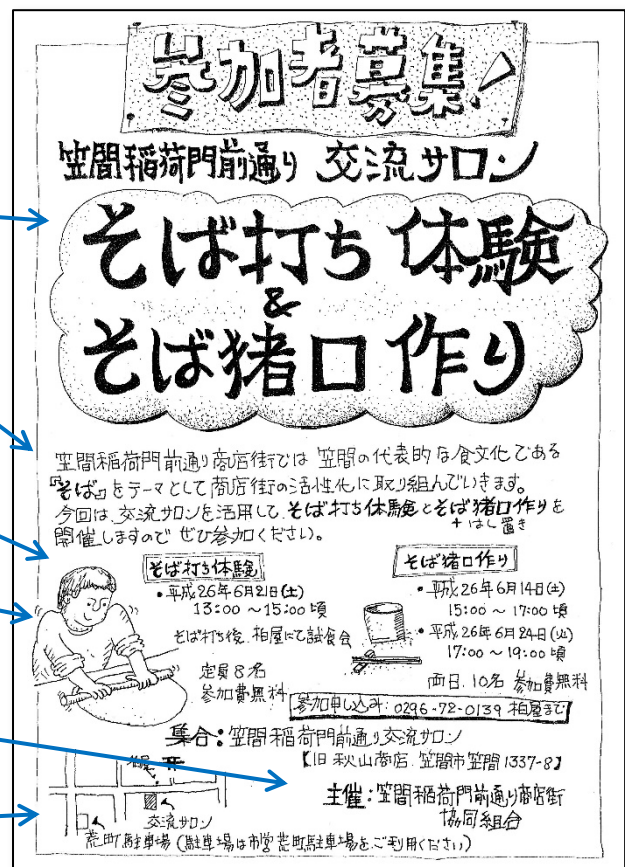 参加者募集！
笠間稲荷門前通り 交流サロン
そば打ち体験
&
そば猪口作り
笠間稲荷門前通り商店街では 笠間の代表的な食文化である
『そば』をテーマとして商店街の活性化に取り組んでいきます。
今回は、交流サロンを活用して、そば打ち体験とそば猪口作りを
+ はし置き
開催しますので ぜひ参加ください。
そば打ち体験
・平成26年6月21日(土)
13:00 〜15:00 頃
そば打ち後、柏屋にて試食会
定員8名
参加費無料
そば猪口作り
・平成26年6月14日(土)
15:00 〜 17:00 頃
・平成26年6月24日(火)
17:00 〜 19:00 頃
両日、10名 参加費無料
参加申し込み: 0296-72-0139 柏屋まで
集合: 笠間稲荷門前通り交流サロン
【旧 秋山商店、笠間市笠間1337-8】
主催: 笠間稲荷門前通り商店街
協同組合
交流サロン
荒町駐車場 (駐車場は市営荒町駐車場をご利用ください)